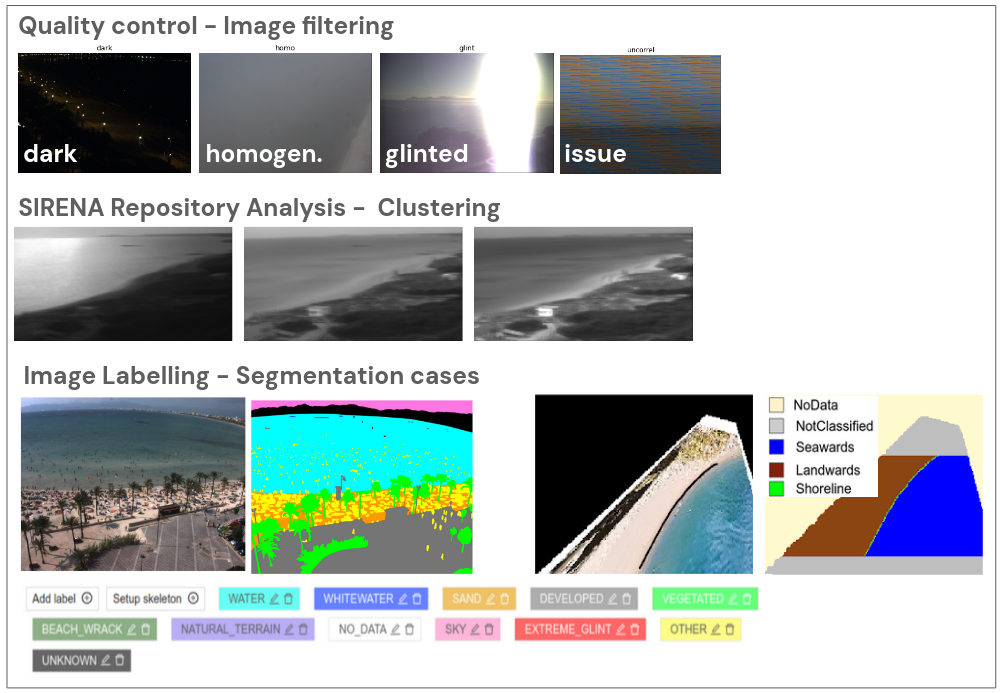 Quality control - Image filtering
dark
homo
glint
uncorrel
dark
homogen.
glinted
issue
SIRENA Repository Analysis - Clustering
Image Labelling - Segmentation cases
NoData
NotClassified
Seawards
Landwards
Shoreline
Add label
Setup skeleton
WATER
WHITEWATER
SAND
DEVELOPED
VEGETATED
BEACH_WRACK
NATURAL_TERRAIN
NO_DATA
SKY
EXTREME_GLINT
OTHER
UNKNOWN